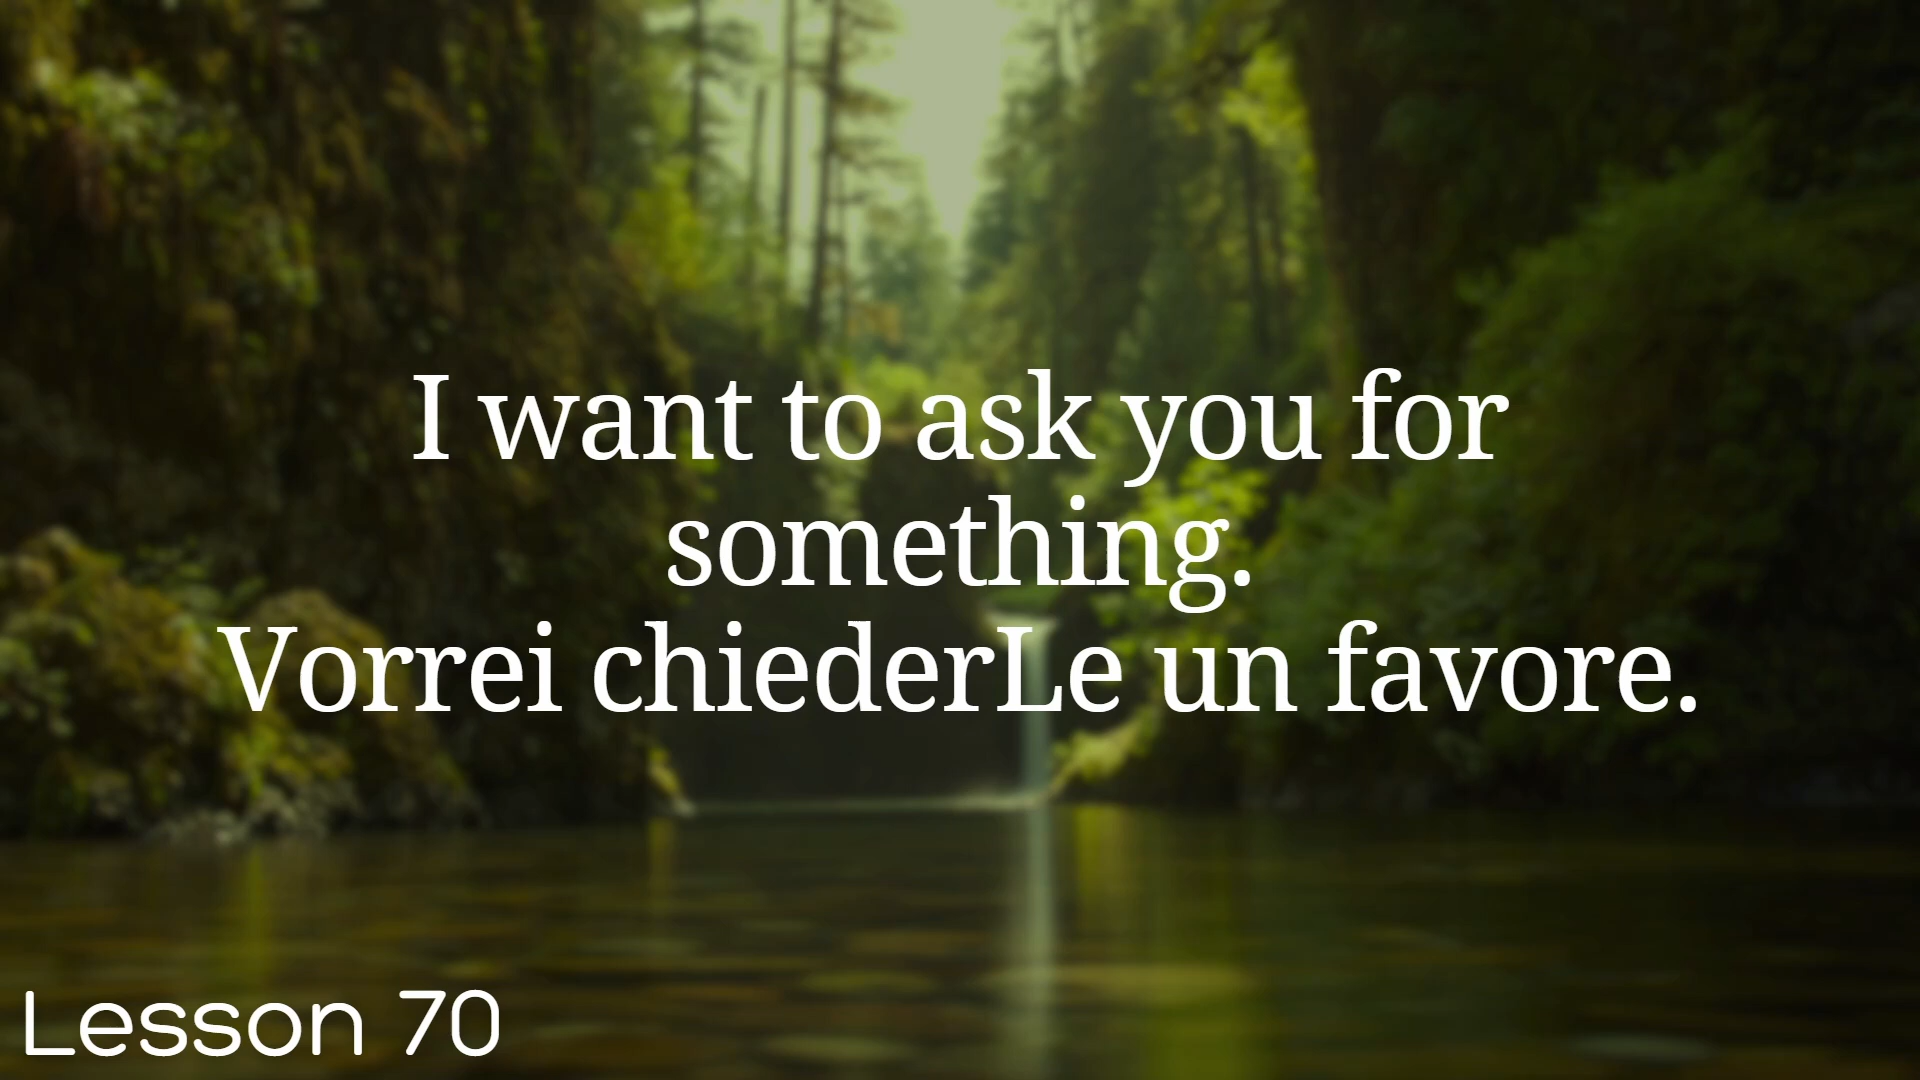 I want to ask you for
something.
Vorrei chiederLe un favore.
Lesson 70